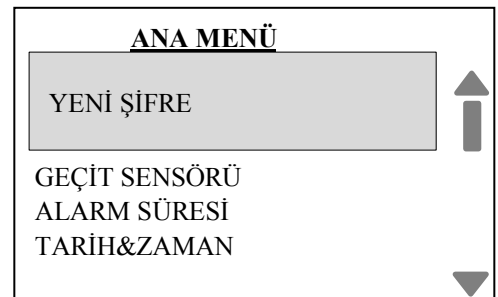 ANA MENÜ
YENİ ŞİFRE
GEÇİT SENSÖRÜ
ALARM SÜRESİ
TARİH&ZAMAN